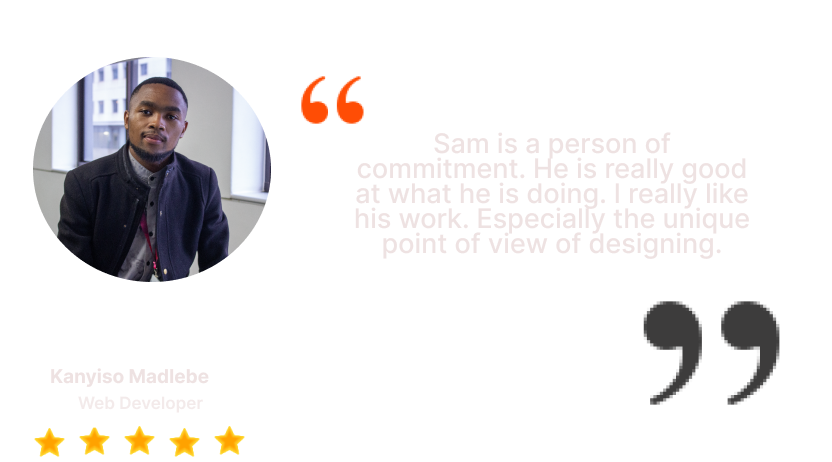 Sam is a person of
commitment. He is really good
at what he is doing. I really like
his work. Especially the unique
point of view of designing.
Kanyiso Madlebe
Web Developer